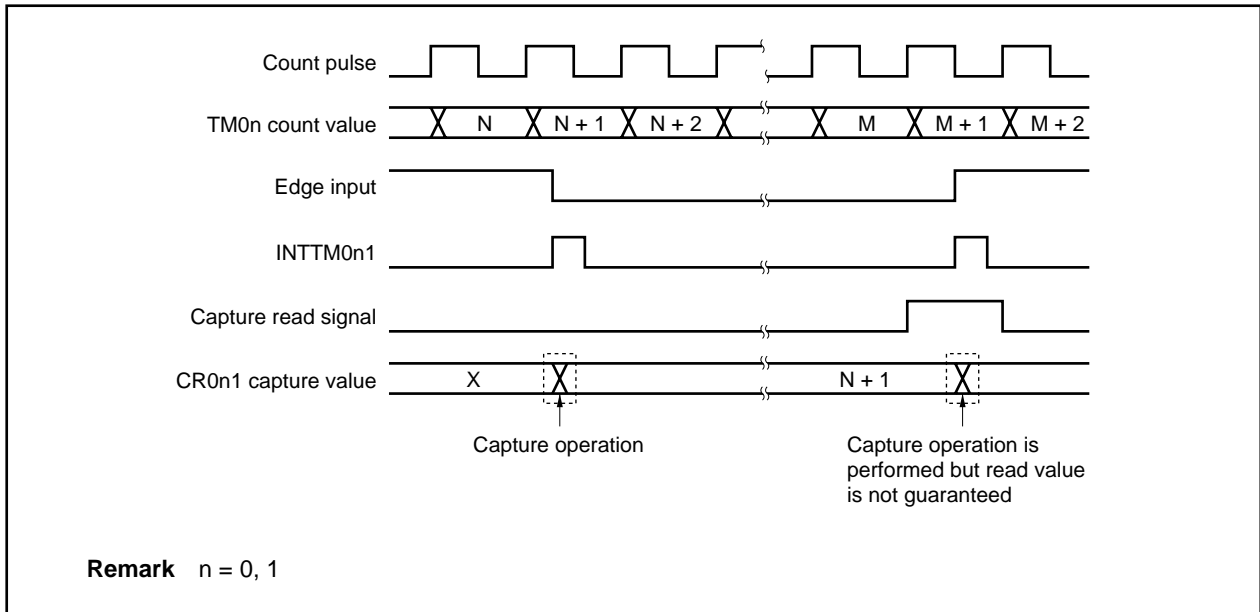 Count pulse
TM0n count value N N + 1 N + 2 M M + 1 M + 2
Edge input
INTTM0n1
Capture read signal
CR0n1 capture value X N + 1
Capture operation
Capture operation is
performed but read value
is not guaranteed
Remark n = 0, 1